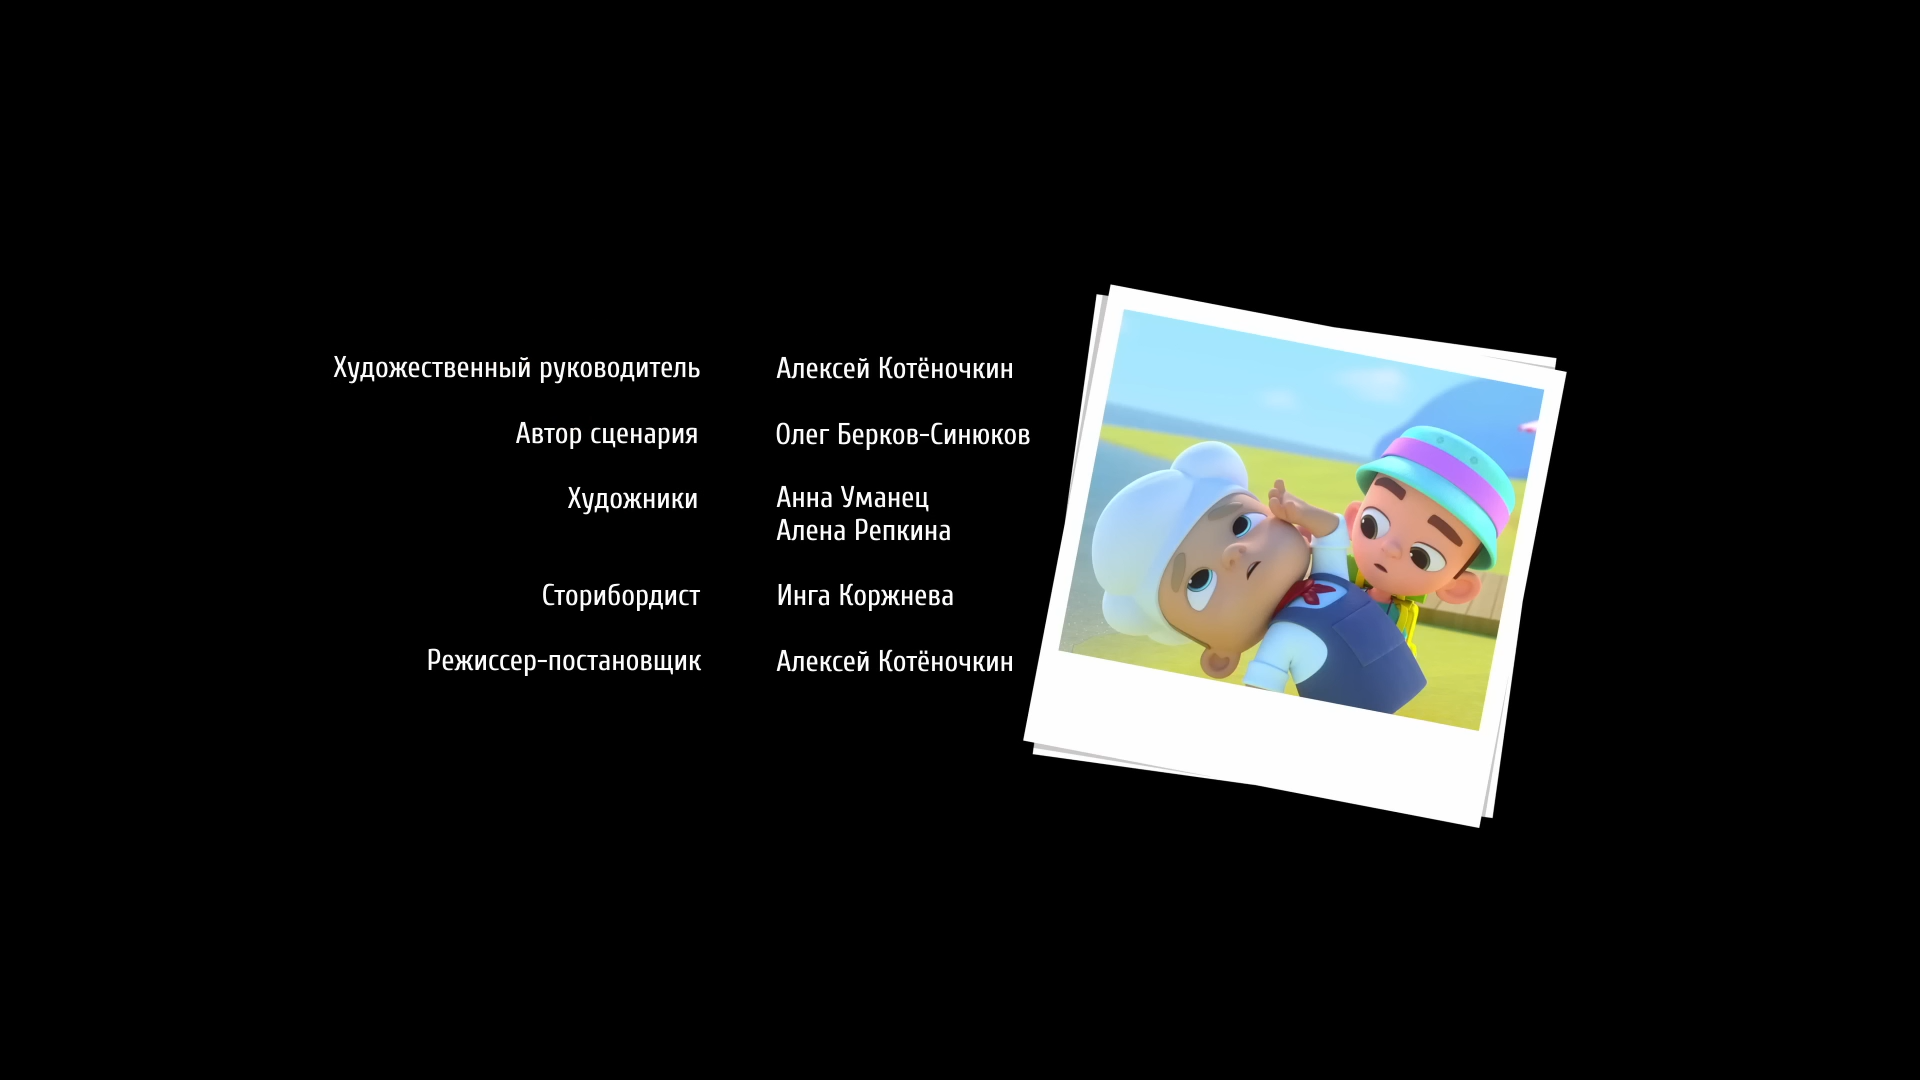 Художественный руководитель Алексей Котёночкин
Автор сценария Олег Берков-Синюков
Художники Анна Уманец
Алена Репкина
Сторибордист Инга Коржнева
Режиссер-постановщик Алексей Котёночкин